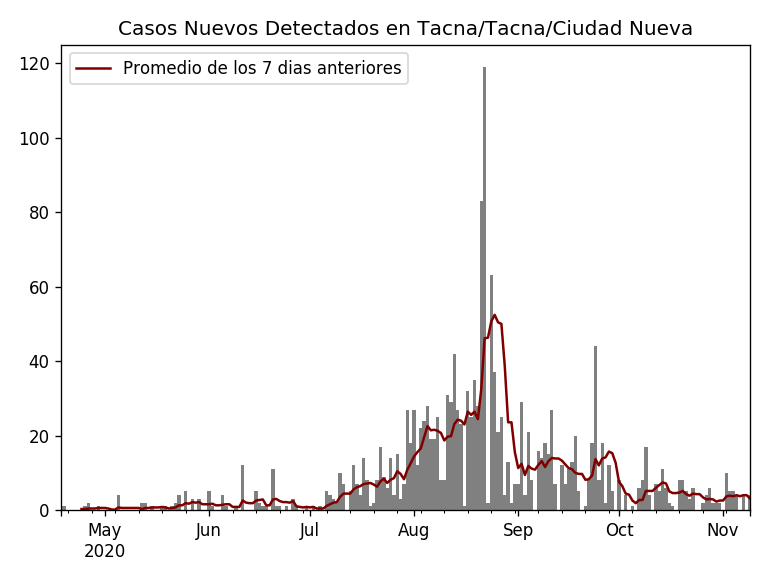 Casos Nuevos Detectados en Tacna/Tacna/Ciudad Nueva
Promedio de los 7 dias anteriores
120
100
80
60
40
20
0
May Jun Jul Aug Sep Oct Nov
2020